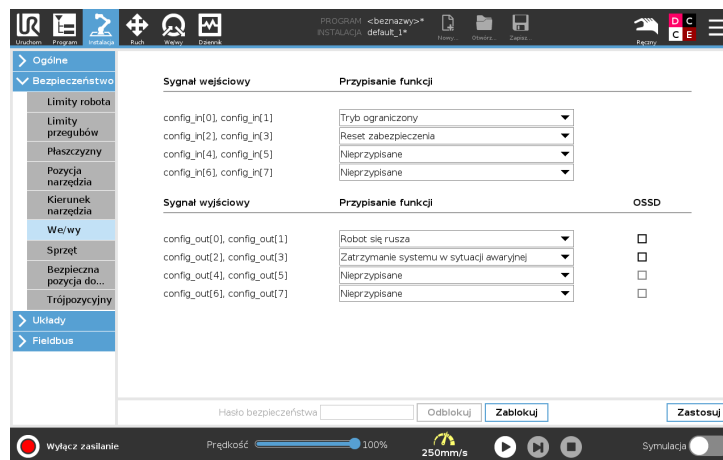 UR
PROGRAM <beznazwy>*
INSTALACJA default_1*
Uruchom Program Instalacja Ruch We/wy Dziennik Nowy... Otwórz... Zapisz... Ręczny
D C
C E
Ogólne
Bezpieczeństwo
Limity robota
Limity
przegubów
Płaszczyzny
Pozycja
narzędzia
Kierunek
narzędzia
We/wy
Sprzęt
Bezpieczna
pozycja do...
Trójpozycyjny
Układy
Fieldbus
Sygnał wejściowy Przypisanie funkcji
config_in[0], config_in[1] Tryb ograniczony
config_in[2], config_in[3] Reset zabezpieczenia
config_in[4], config_in[5] Nieprzypisane
config_in[6], config_in[7] Nieprzypisane
Sygnał wyjściowy Przypisanie funkcji OSSD
config_out[0], config_out[1] Robot się rusza
config_out[2], config_out[3] Zatrzymanie systemu w sytuacji awaryjnej
config_out[4], config_out[5] Nieprzypisane
config_out[6], config_out[7] Nieprzypisane
Hasło bezpieczeństwa Odblokuj Zablokuj Zastosuj
Wyłącz zasilanie Prędkość 100% 250mm/s Symulacja